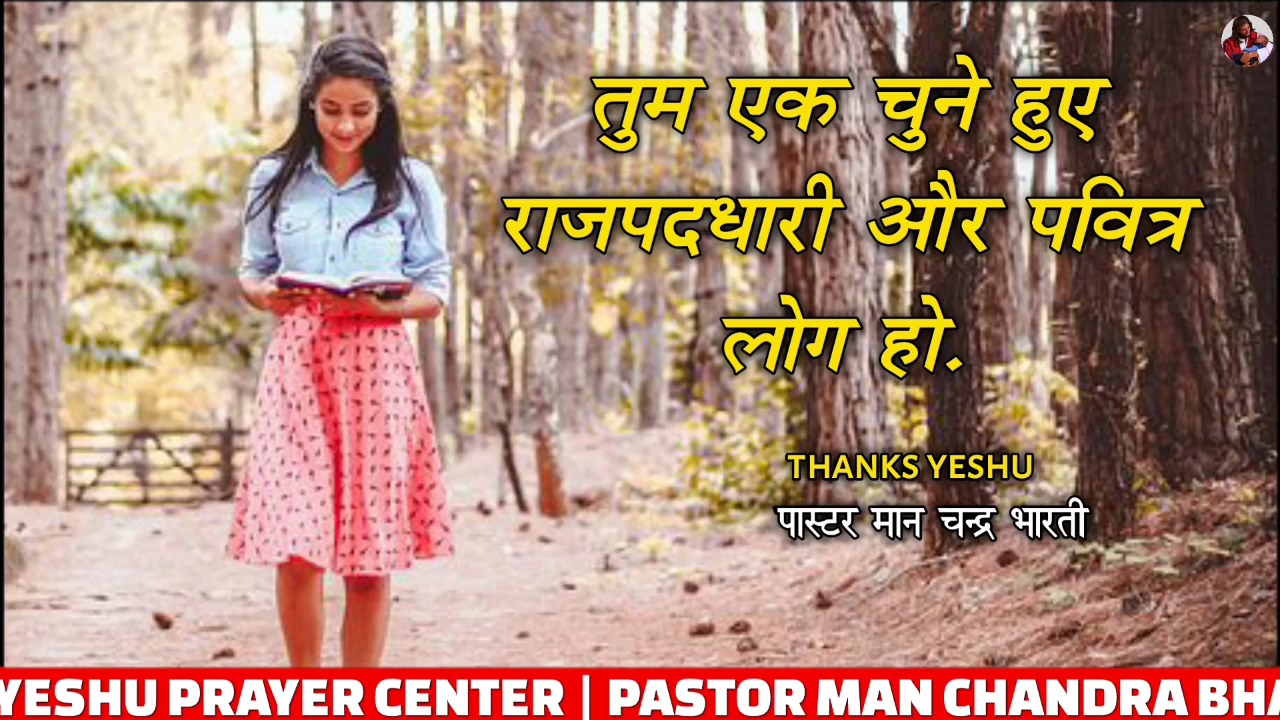 तुम एक चुने हुए
राजपदधारी और पवित्र
लोग हो.
THANKS YESHU
पास्टर मान चन्द्र भारती
YESHU PRAYER CENTER | PASTOR MAN CHANDRA BHA